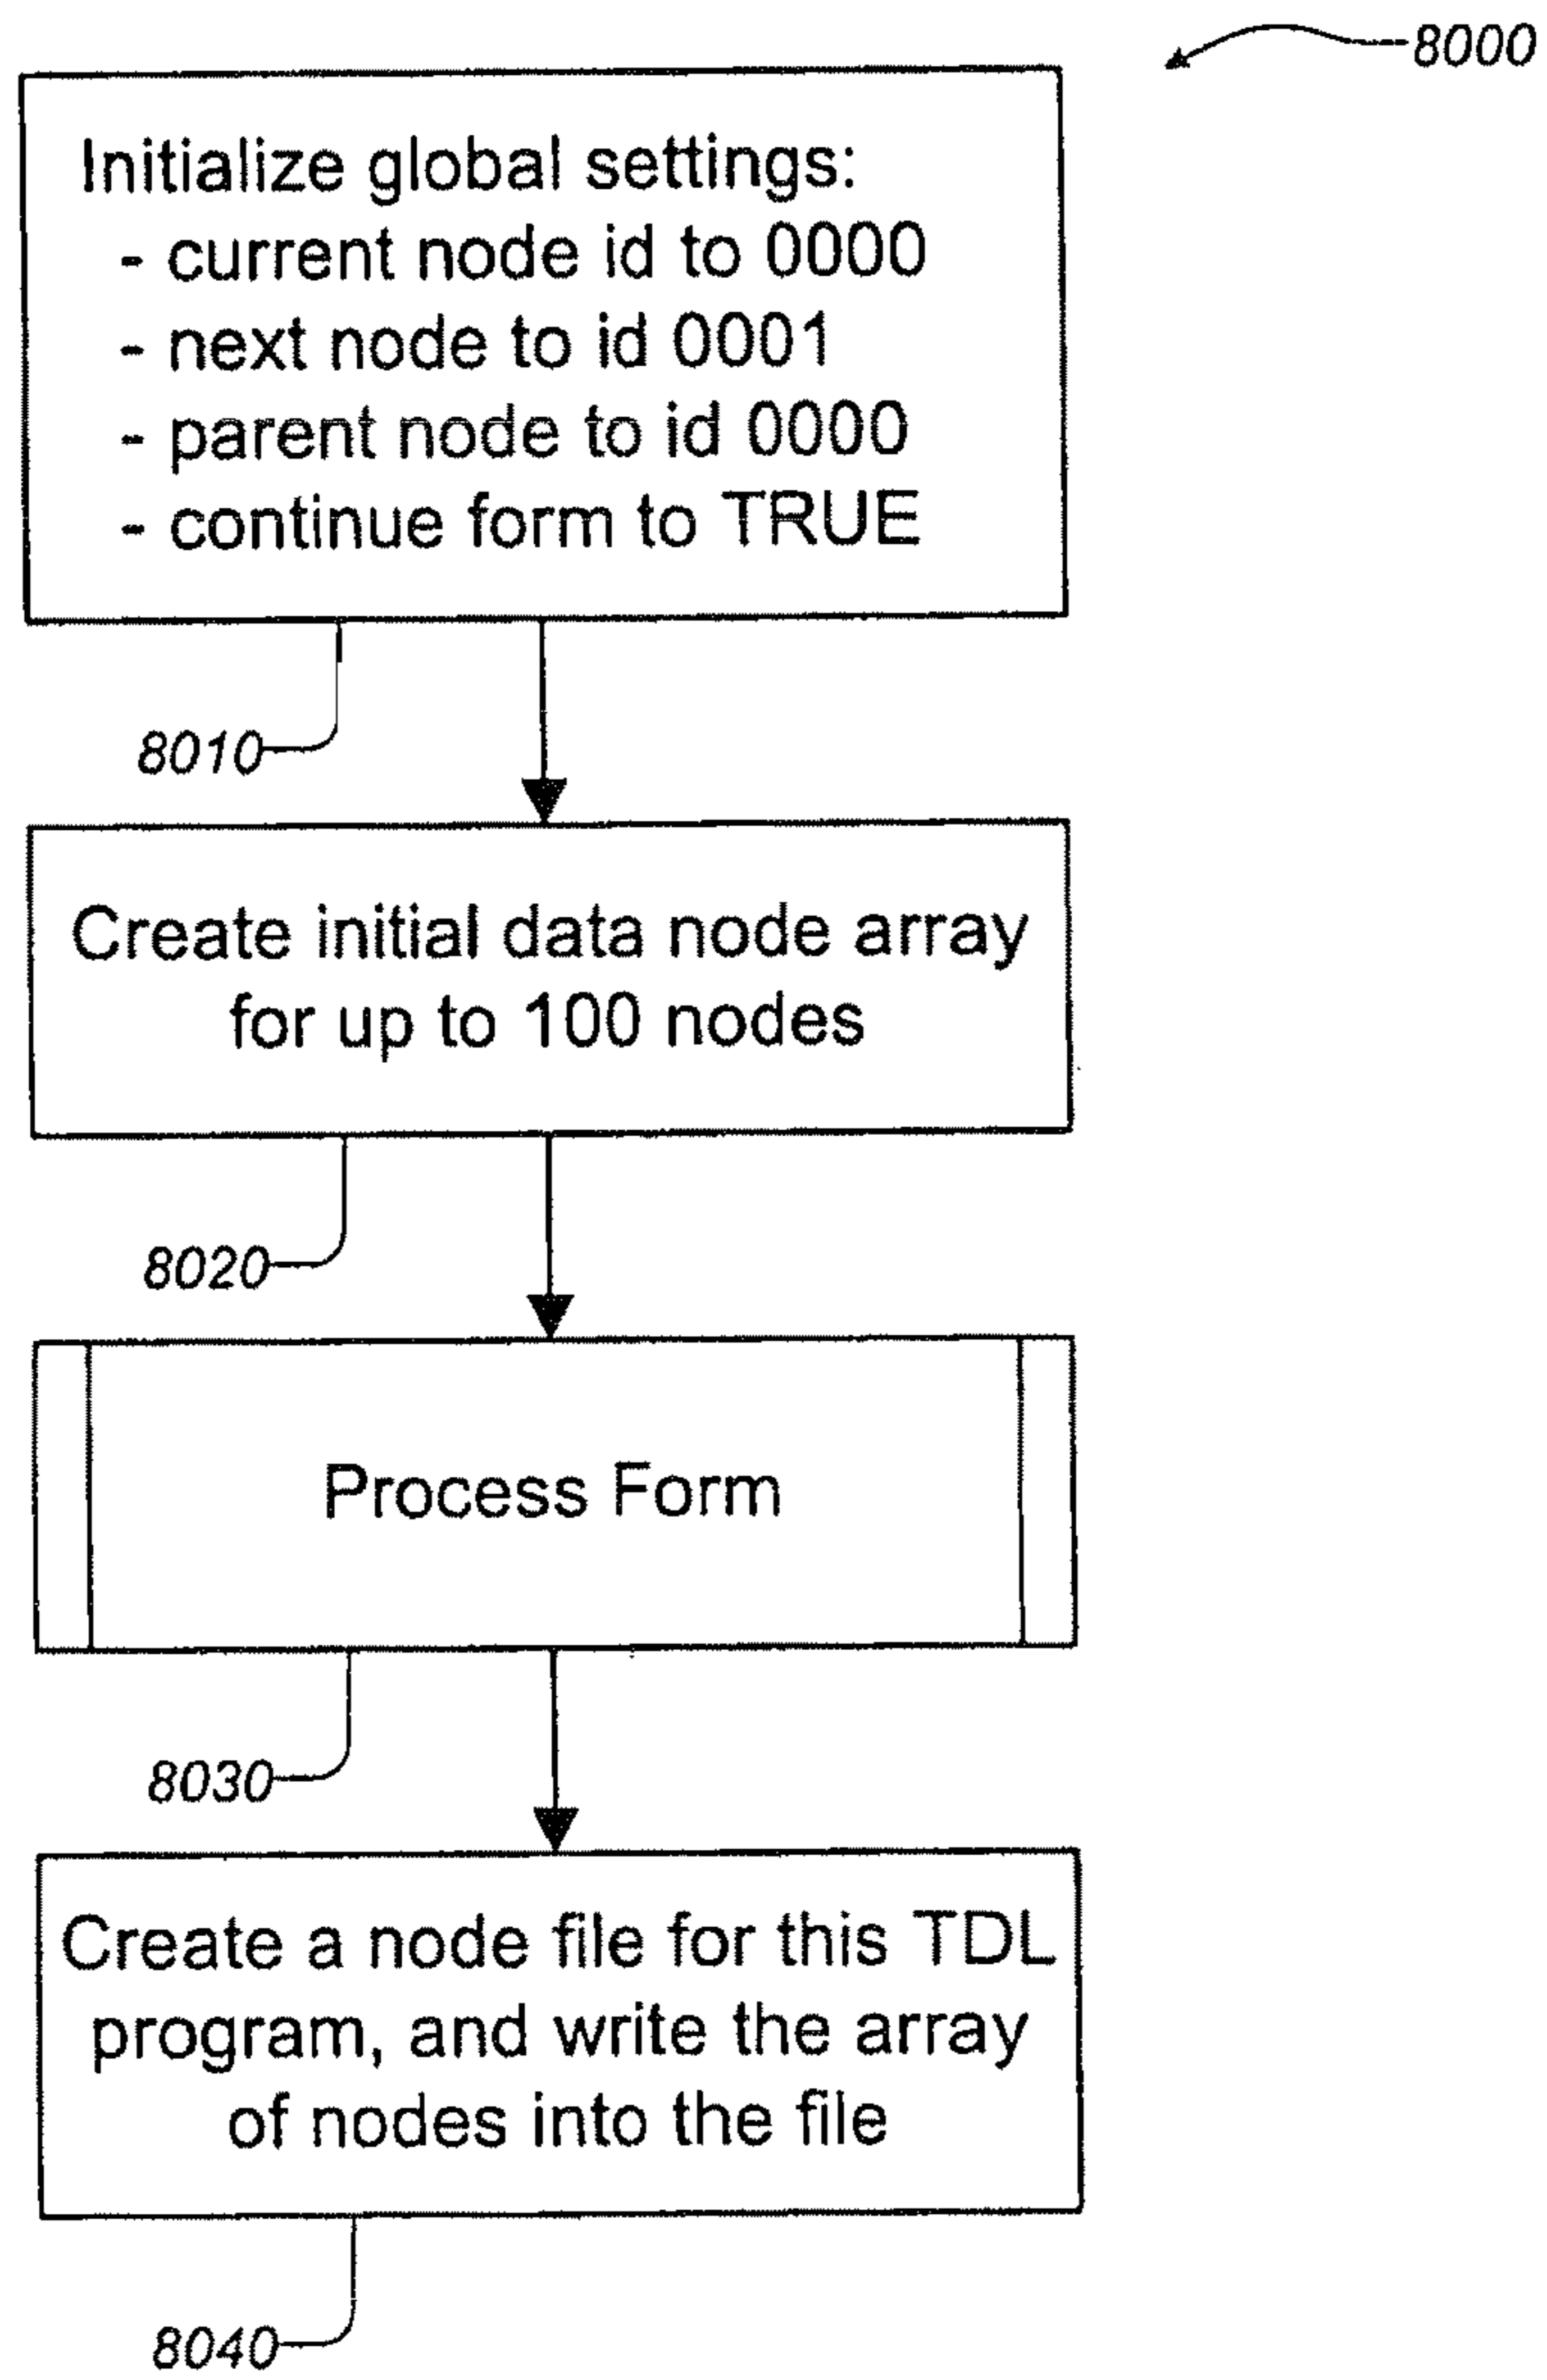 8000
Initialize global settings:
- current node id to 0000
- next node to id 0001
- parent node to id 0000
- continue form to TRUE
8010
Create initial data node array
for up to 100 nodes
8020
Process Form
8030
Create a node file for this TDL
program, and write the array
of nodes into the file
8040